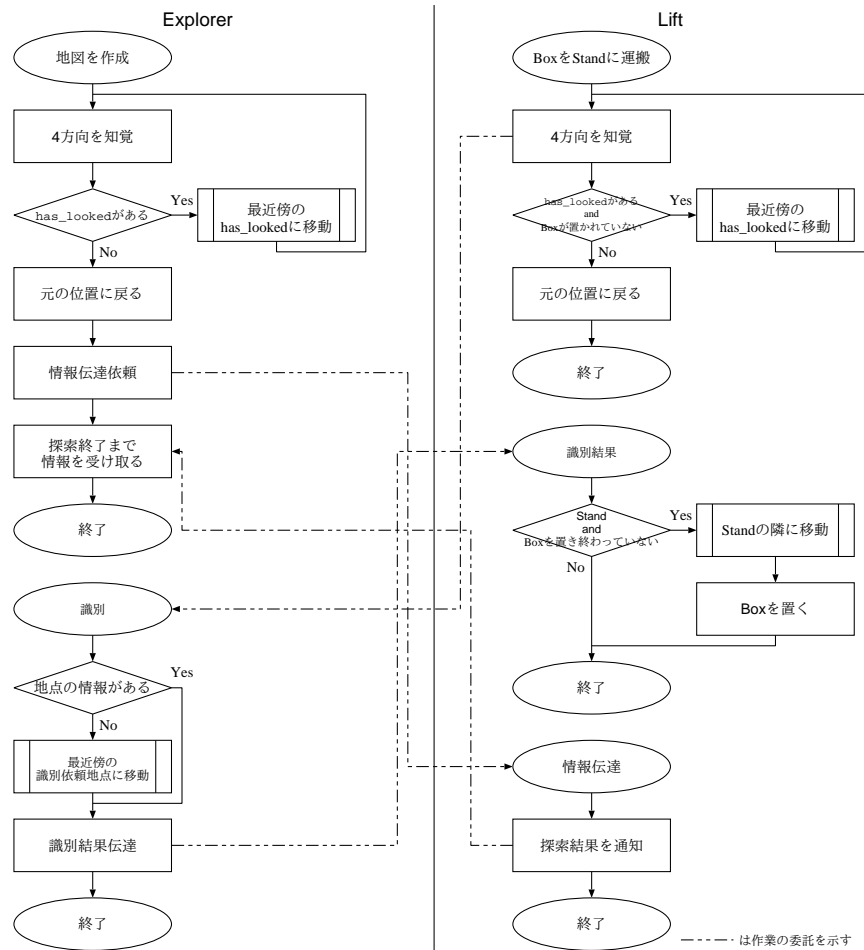 Explorer
地図を作成
4方向を知覚
has_lookedがある
Yes
最近傍の
has_lookedに移動
No
元の位置に戻る
情報伝達依頼
探索終了まで
情報を受け取る
終了
識別
地点の情報がある
Yes
No
最近傍の
識別依頼地点に移動
識別結果伝達
終了
Lift
BoxをStandに運搬
4方向を知覚
has_lookedがある
and
Boxが置かれていない
Yes
最近傍の
has_lookedに移動
No
元の位置に戻る
終了
識別結果
Stand
and
Boxを置き終わっていない
Yes
Standの隣に移動
No
Boxを置く
終了
情報伝達
探索結果を通知
終了
は作業の委託を示す